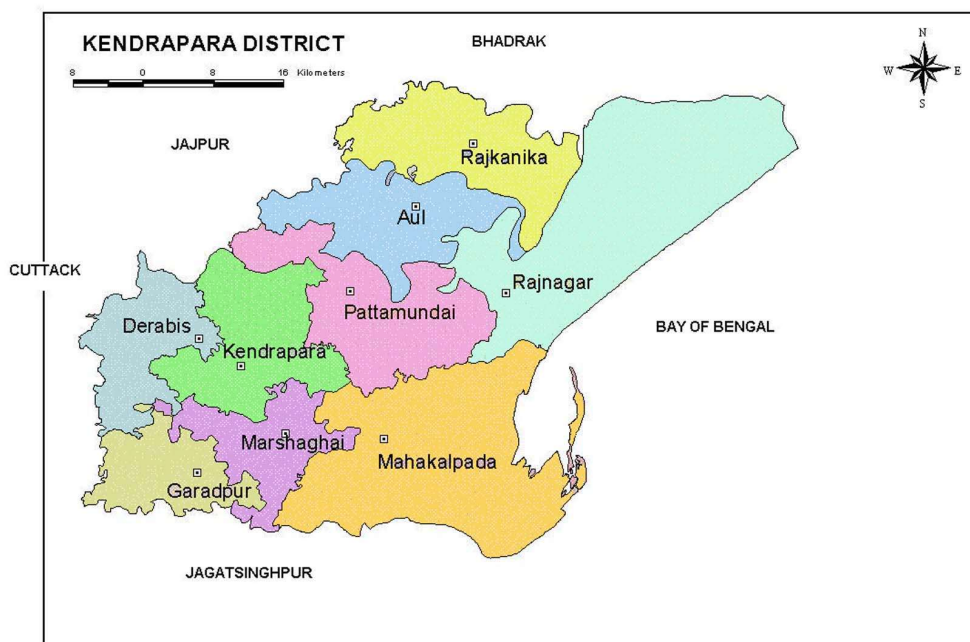 KENDRAPARA DISTRICT
BHADRAK
N
W E
S
8 0 8 16 Kilometers
JAJPUR
Rajkanika
Aul
CUTTACK
Rajnagar
Pattamundai
Derabis
BAY OF BENGAL
Kendrapara
Marshaghai
Mahakalpada
Garadpur
JAGATSINGHPUR